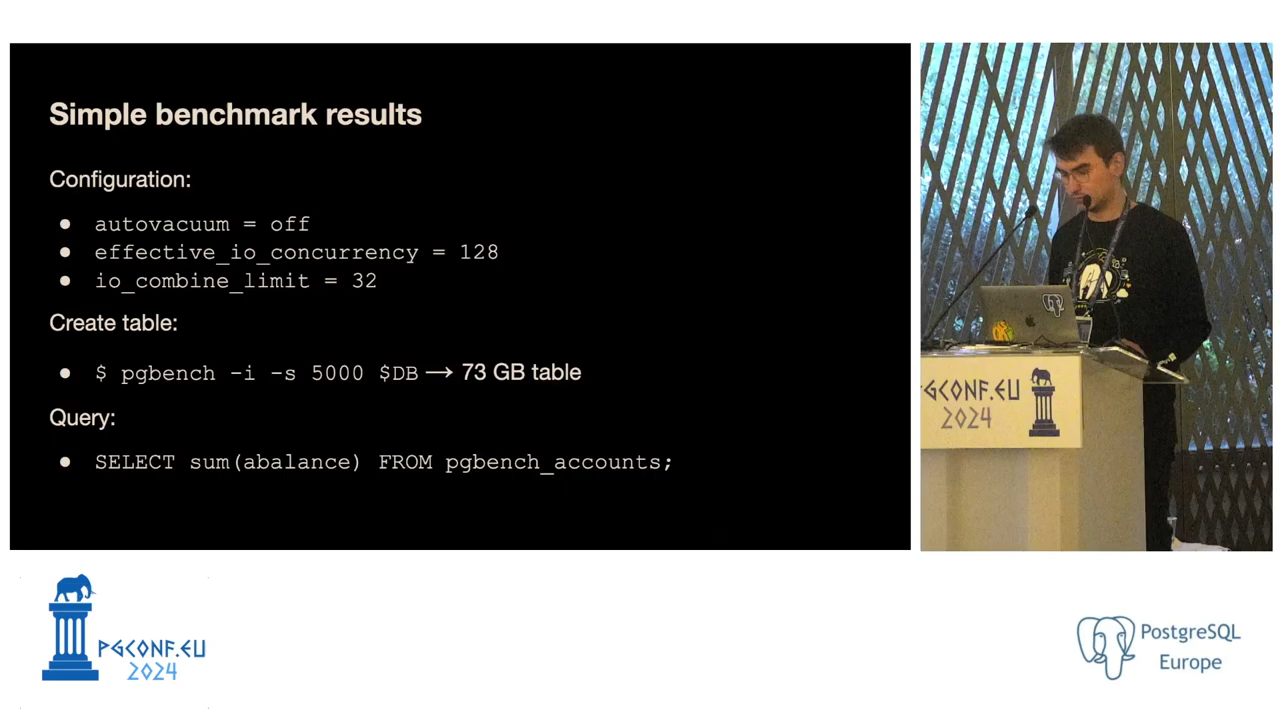 Simple benchmark results
Configuration:
● autovacuum = off
● effective_io_concurrency = 128
● io_combine_limit = 32
Create table:
● $ pgbench -i -s 5000 $DB → 73 GB table
Query:
● SELECT sum(abalance) FROM pgbench_accounts;
PGCONF.EU
2024
PGCONF.EU
2024
PostgreSQL
Europe